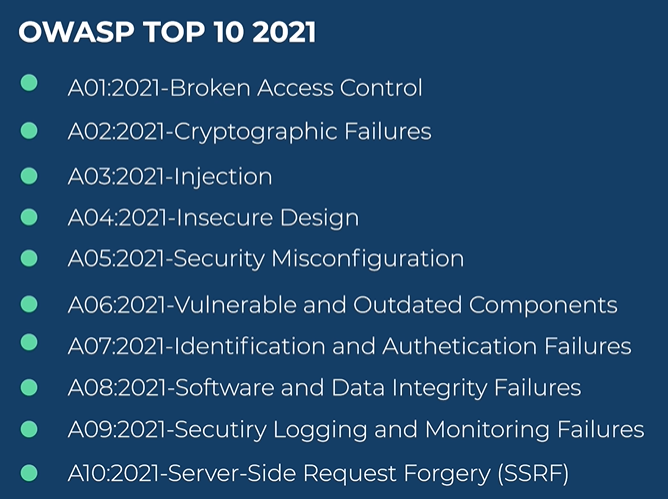 OWASP TOP 10 2021
A01:2021-Broken Access Control
A02:2021-Cryptographic Failures
A03:2021-Injection
A04:2021-Insecure Design
A05:2021-Security Misconfiguration
A06:2021-Vulnerable and Outdated Components
A07:2021-Identification and Authetication Failures
A08:2021-Software and Data Integrity Failures
A09:2021-Secutiry Logging and Monitoring Failures
A10:2021-Server-Side Request Forgery (SSRF)